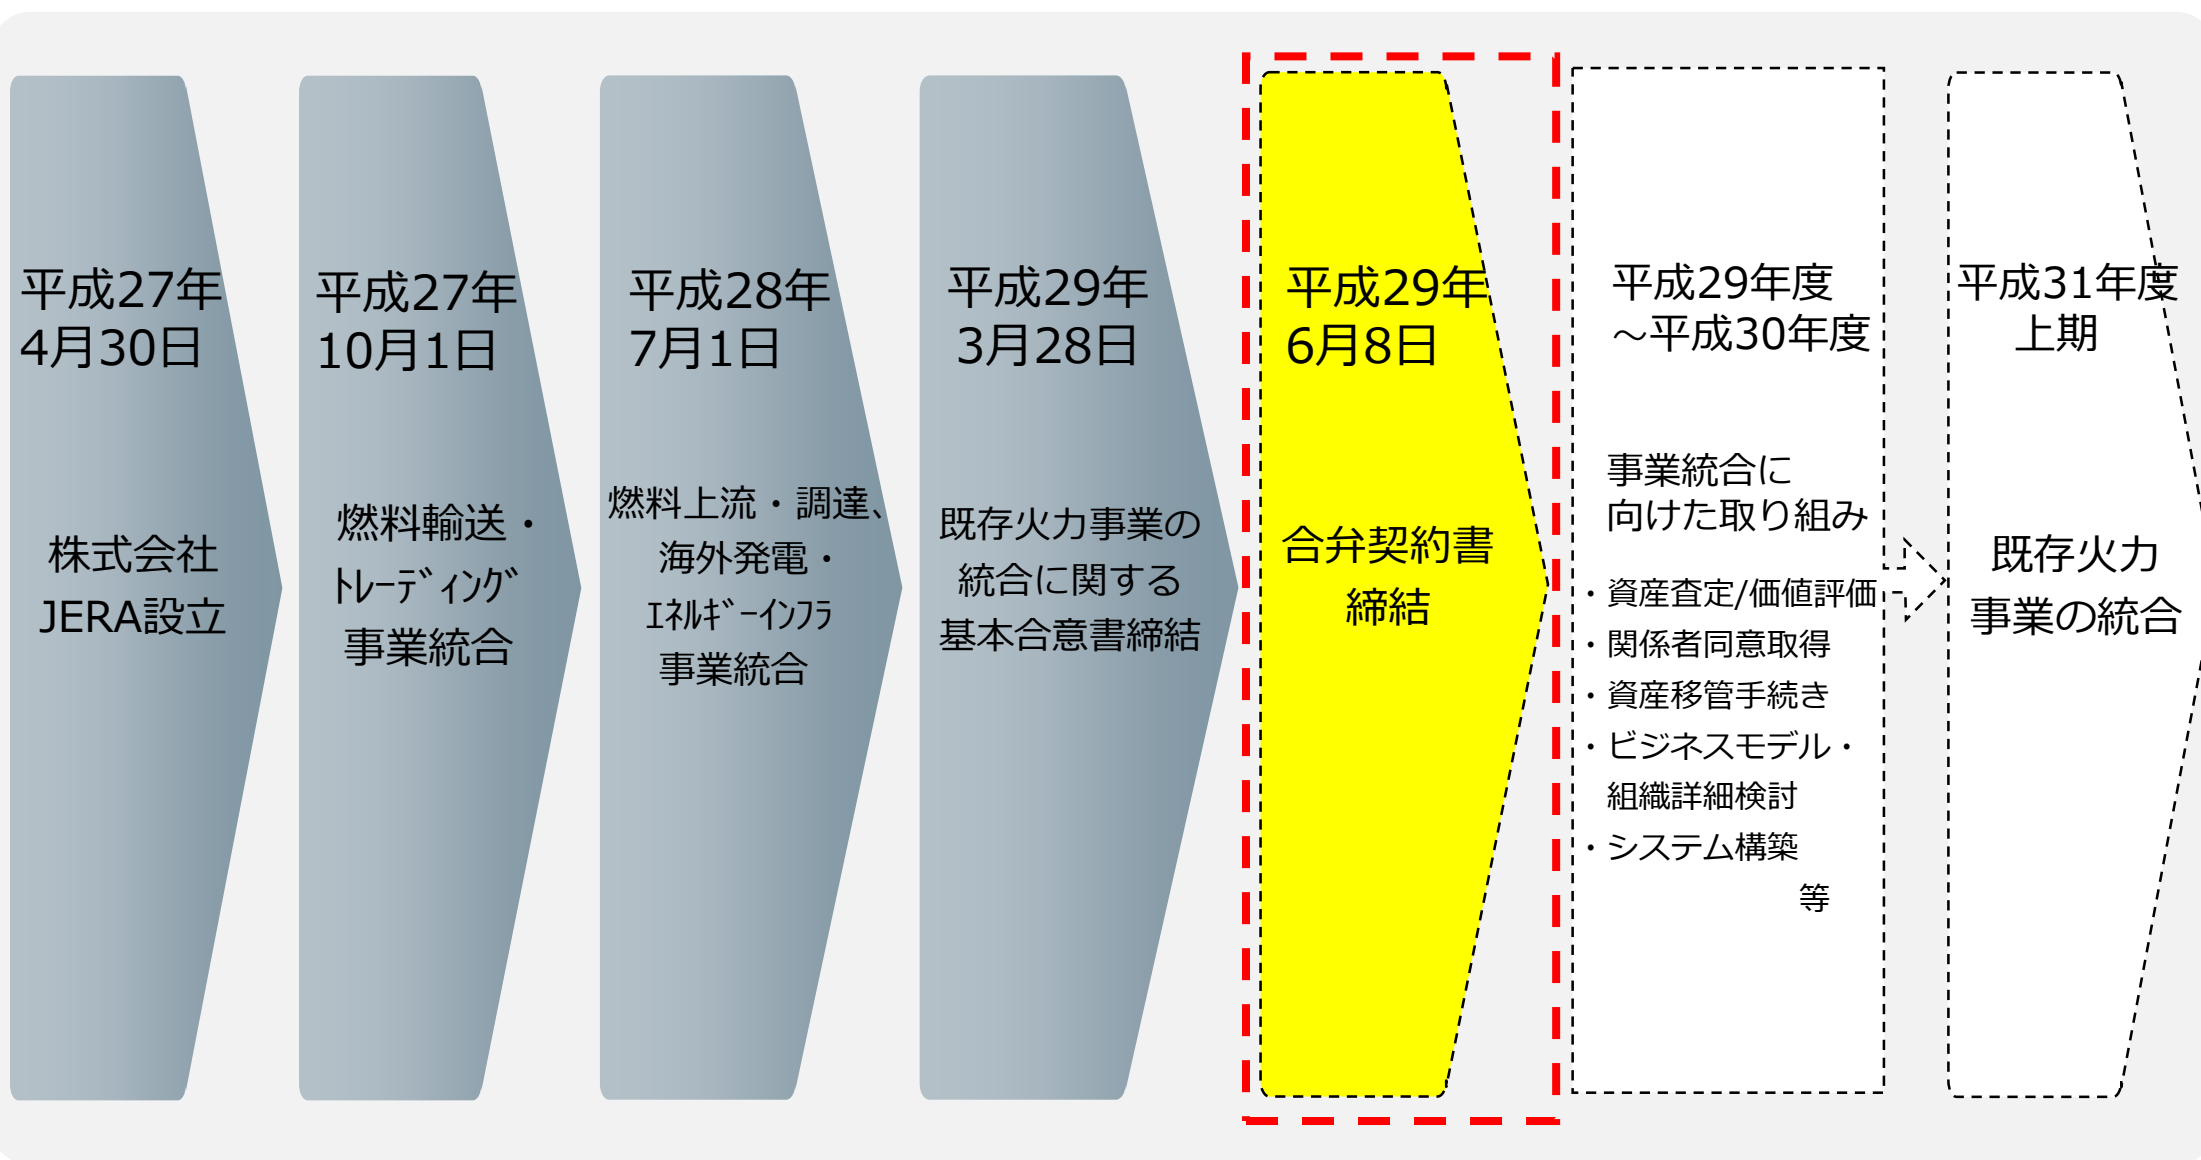 平成27年
4月30日
株式会社
JERA設立
平成27年
10月1日
燃料輸送・
ﾄﾚｰﾃﾞｨﾝｸﾞ
事業統合
平成28年
7月1日
燃料上流・調達、
海外発電・
ｴﾈﾙｷﾞｰｲﾝﾌﾗ
事業統合
平成29年
3月28日
既存火力事業の
統合に関する
基本合意書締結
平成29年
6月8日
合弁契約書
締結
平成29年度
～平成30年度
事業統合に
向けた取り組み
・資産査定/価値評価
・関係者同意取得
・資産移管手続き
・ビジネスモデル・
組織詳細検討
・システム構築
等
平成31年度
上期
既存火力
事業の統合